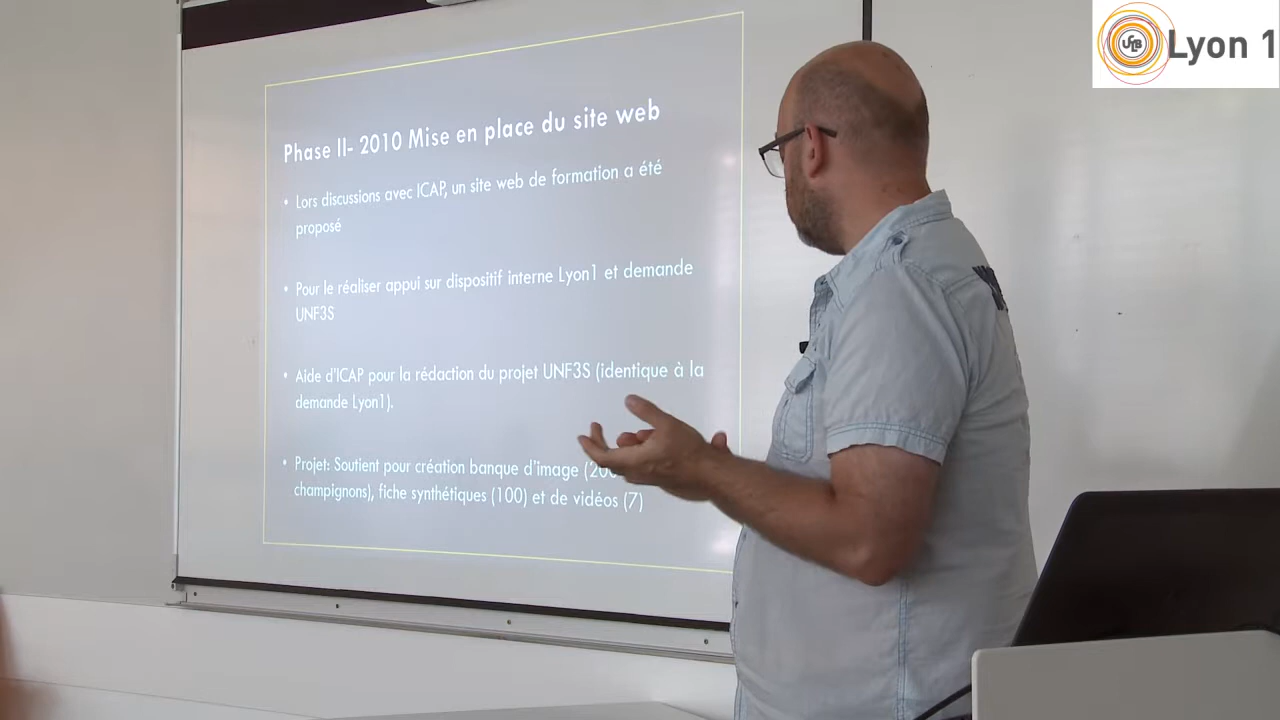 UCLB Lyon 1
Phase II- 2010 Mise en place du site web
• Lors discussions avec ICAP, un site web de formation a été
proposé
• Pour le réaliser appui sur dispositif interne Lyon1 et demande
UNF3S
• Aide d'ICAP pour la rédaction du projet UNF3S (identique à la
demande Lyon1).
• Projet: Soutient pour création banque d'image
champignons), fiche synthétiques (100) et de vidéos (7)